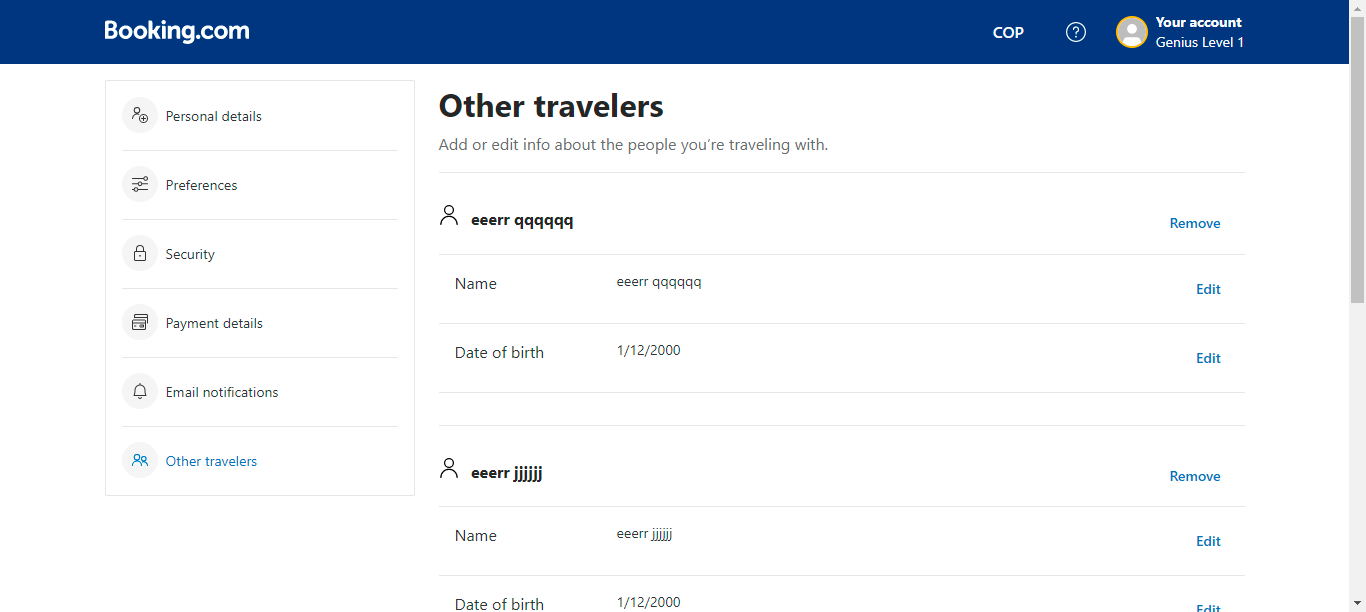 Booking.com
COP
Your account
Genius Level 1
Personal details
Preferences
Security
Payment details
Email notifications
Other travelers
Other travelers
Add or edit info about the people you’re traveling with.
eeerr qqqqqq
Remove
Name eeerr qqqqqq Edit
Date of birth 1/12/2000 Edit
eeerr jjjjjj
Remove
Name eeerr jjjjjj Edit
Date of birth 1/12/2000 Edit